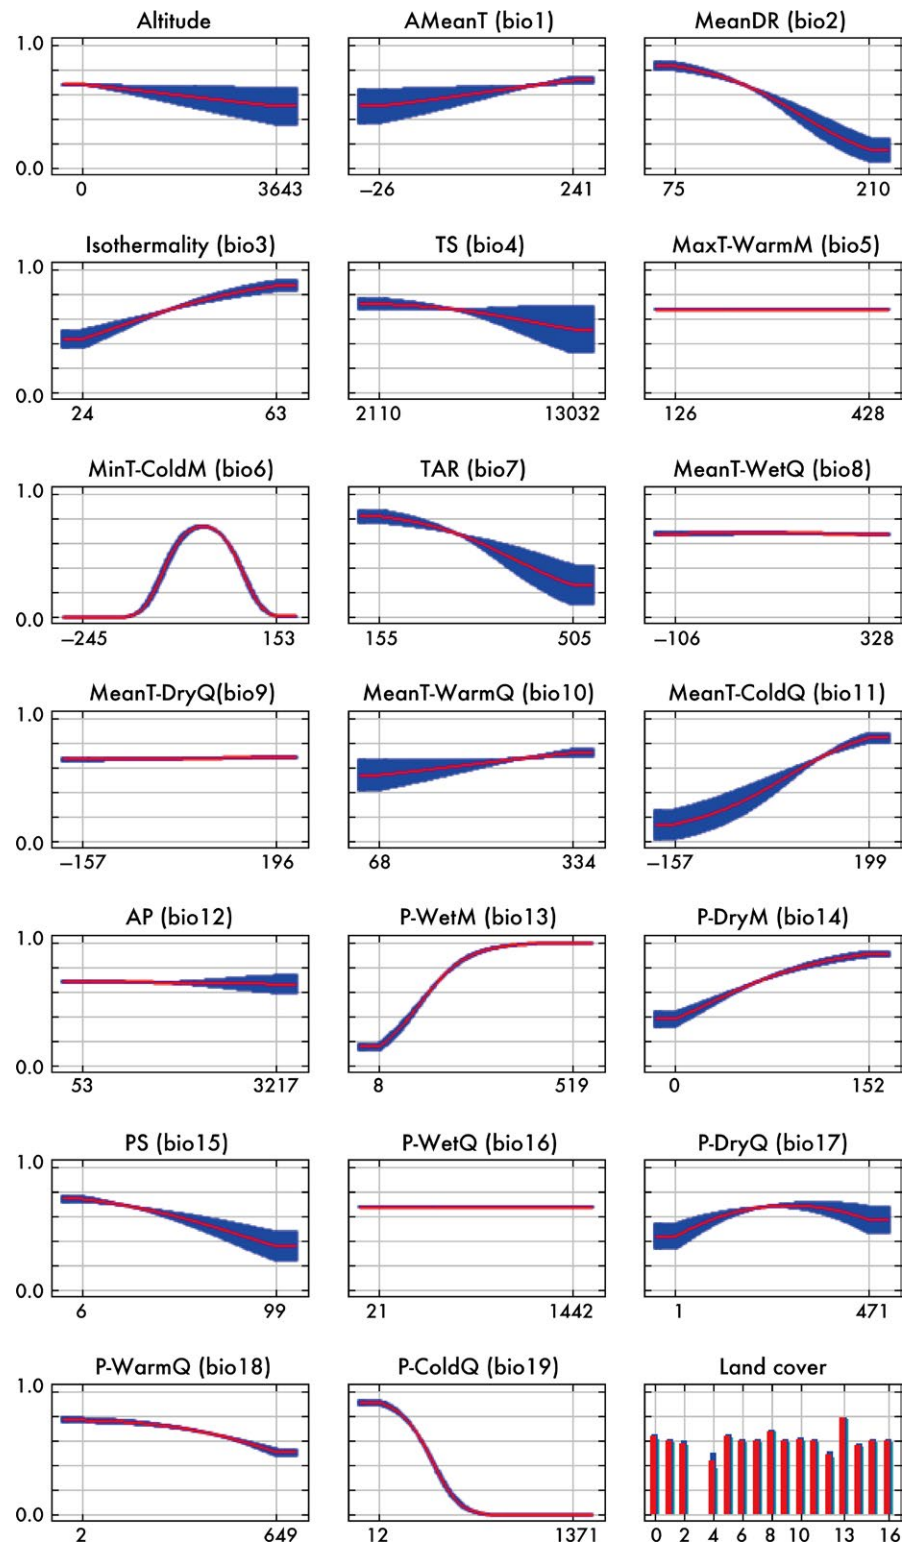 Altitude AMeanT (bio1) MeanDR (bio2)
1.0
0.0
0 3643 −26 241 75 210
Isothermality (bio3) TS (bio4) MaxT-WarmM (bio5)
1.0
0.0
24 63 2110 13032 126 428
MinT-ColdM (bio6) TAR (bio7) MeanT-WetQ (bio8)
1.0
0.0
−245 153 155 505 −106 328
MeanT-DryQ(bio9) MeanT-WarmQ (bio10) MeanT-ColdQ (bio11)
1.0
0.0
−157 196 68 334 −157 199
AP (bio12) P-WetM (bio13) P-DryM (bio14)
1.0
0.0
53 3217 8 519 0 152
PS (bio15) P-WetQ (bio16) P-DryQ (bio17)
1.0
0.0
6 99 21 1442 1 471
P-WarmQ (bio18) P-ColdQ (bio19) Land cover
1.0
0.0
2 649 12 1371 0 2 4 6 8 10 13 16